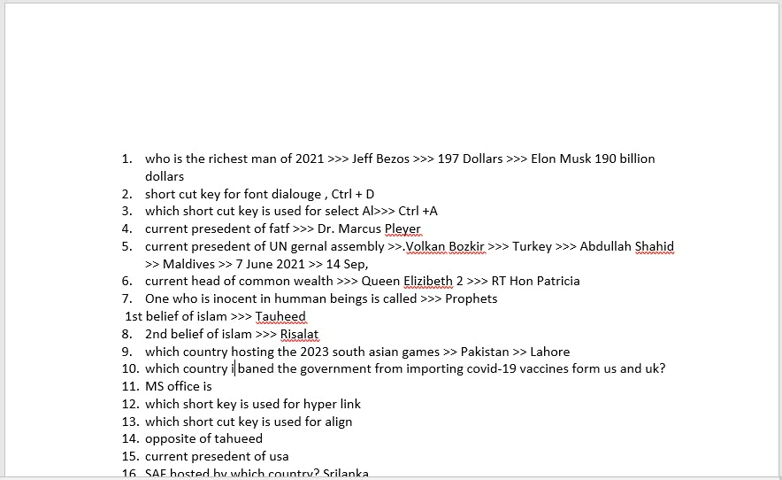 1. who is the richest man of 2021 >>> Jeff Bezos >>> 197 Dollars >>> Elon Musk 190 billion
dollars
2. short cut key for font dialouge , Ctrl + D
3. which short cut key is used for select Al>>> Ctrl +A
4. current presedent of fatf >>> Dr. Marcus Pleyer
5. current presedent of UN gernal assembly >>.Volkan Bozkir >>> Turkey >>> Abdullah Shahid
>> Maldives >> 7 June 2021 >> 14 Sep,
6. current head of common wealth >>> Queen Elizibeth 2 >>> RT Hon Patricia
7. One who is inocent in humman beings is called >>> Prophets
1st belief of islam >>> Tauheed
8. 2nd belief of islam >>> Risalat
9. which country hosting the 2023 south asian games >> Pakistan >> Lahore
10. which country i baned the government from importing covid-19 vaccines form us and uk?
11. MS office is
12. which short key is used for hyper link
13. which short cut key is used for align
14. opposite of tahueed
15. current presedent of usa
16. SAF hosted by which country? Srilanka